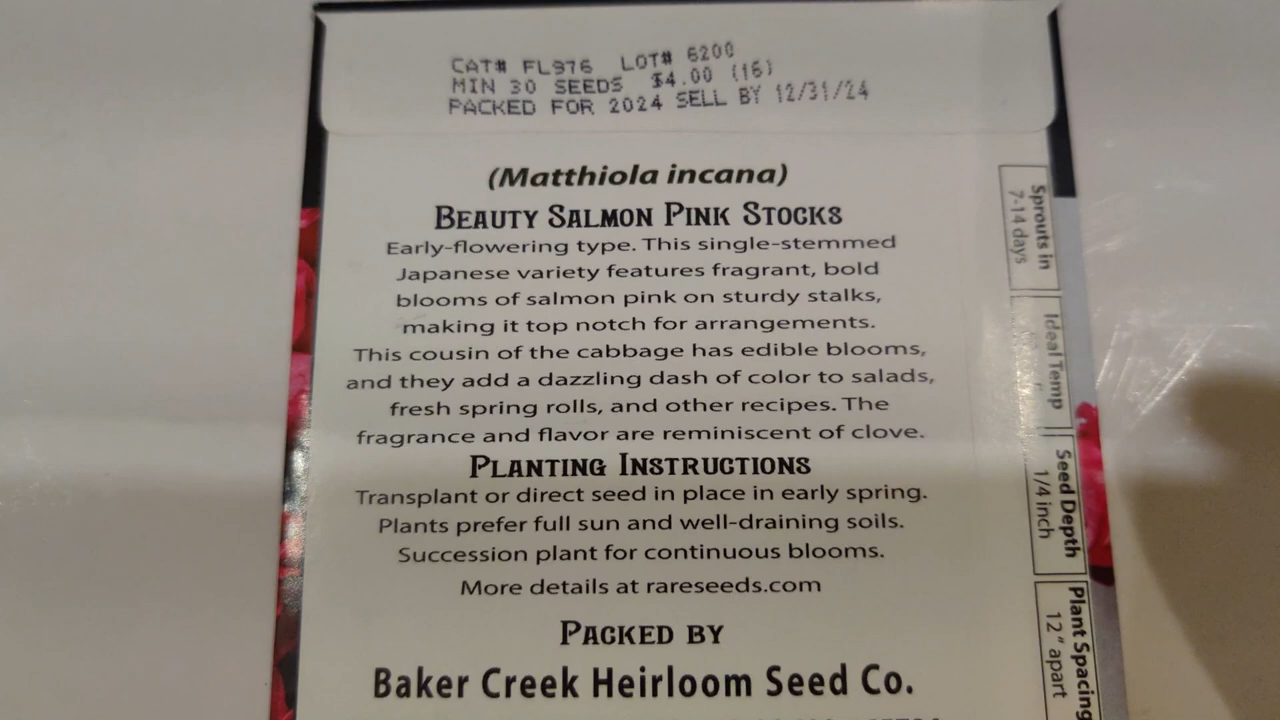 CAT# FL976 LOT# 6200
MIN 30 SEEDS $4.00 (16)
PACKED FOR 2024 SELL BY 12/31/24
(Matthiola incana)
BEAUTY SALMON PINK STOCKS
Early-flowering type. This single-stemmed
Japanese variety features fragrant, bold
blooms of salmon pink on sturdy stalks,
making it top notch for arrangements.
This cousin of the cabbage has edible blooms,
and they add a dazzling dash of color to salads,
fresh spring rolls, and other recipes. The
fragrance and flavor are reminiscent of clove.
PLANTING INSTRUCTIONS
Transplant or direct seed in place in early spring.
Plants prefer full sun and well-draining soils.
Succession plant for continuous blooms.
More details at rareseeds.com
PACKED BY
Baker Creek Heirloom Seed Co.
Sprouts in
7-14 days
Ideal Temp
Seed Depth
1/4 inch
Plant Spacing
12" apart